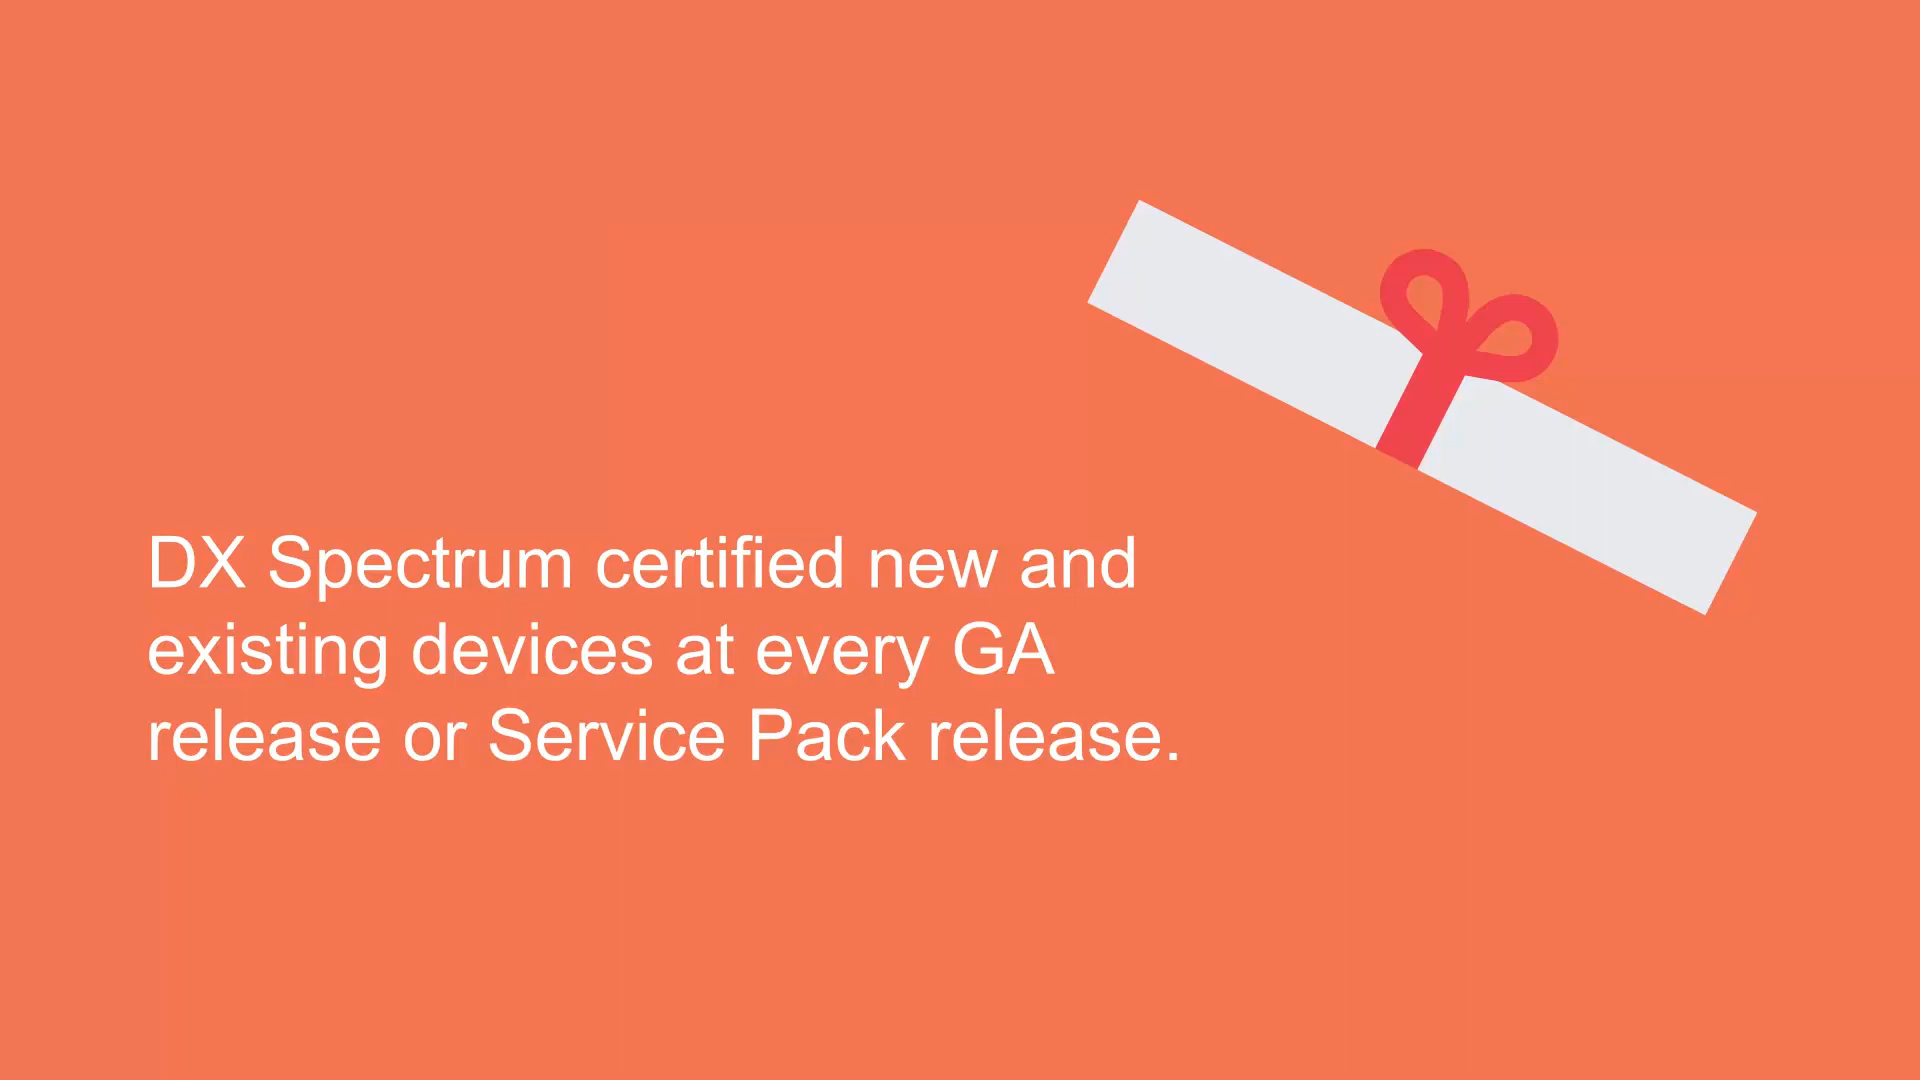 DX Spectrum certified new and
existing devices at every GA
release or Service Pack release.